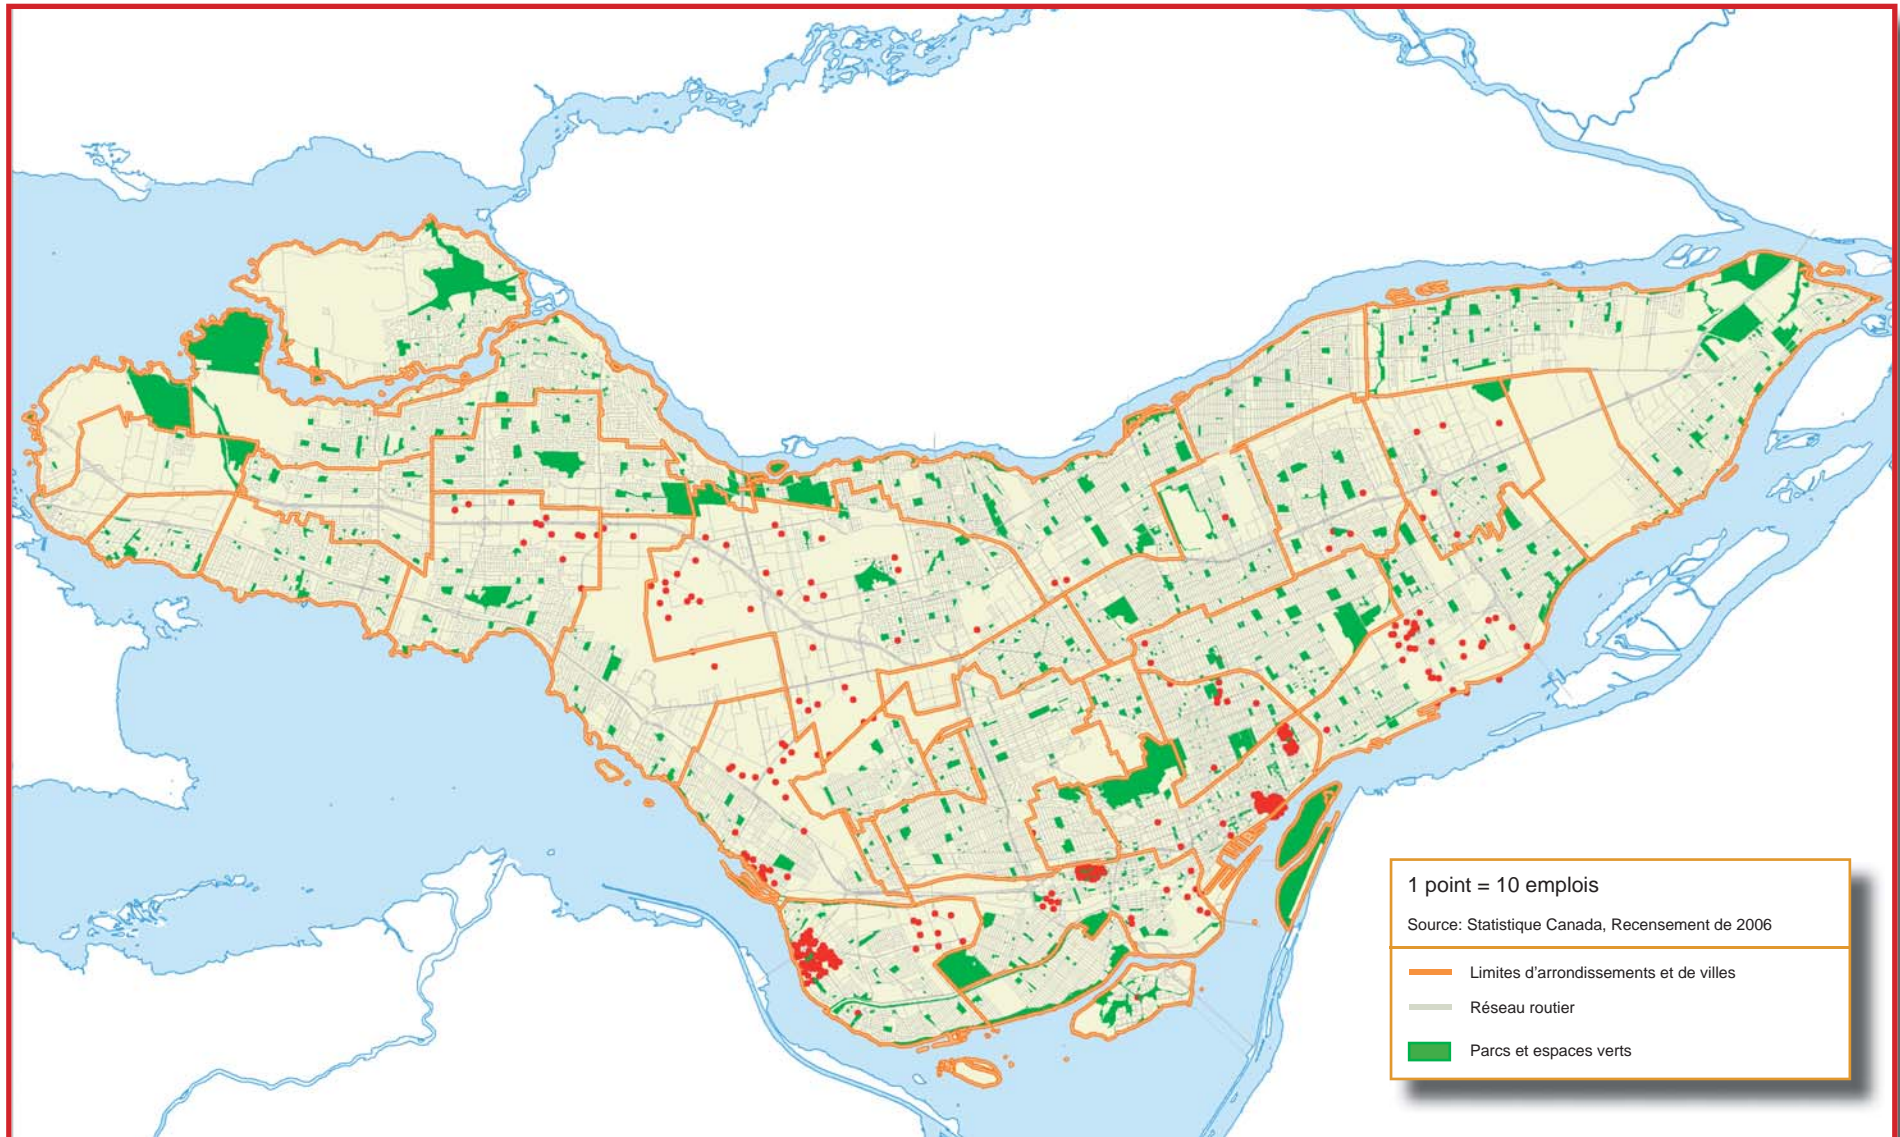 1 point = 10 emplois
Source: Statistique Canada, Recensement de 2006
Limites d'arrondissements et de villes
Réseau routier
Parcs et espaces verts